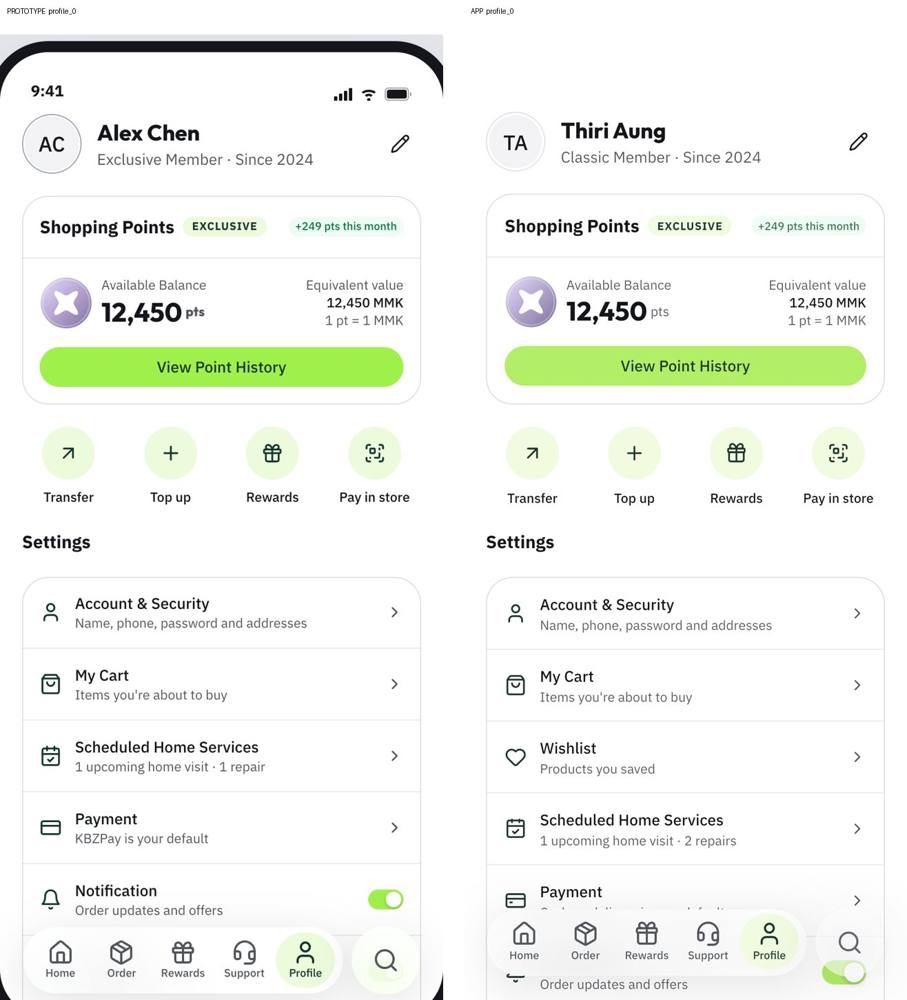 PROTOTYPE profile_0
9:41
AC
Alex Chen
Exclusive Member · Since 2024
Shopping Points
EXCLUSIVE
+249 pts this month
Available Balance
12,450 pts
Equivalent value
12,450 MMK
1 pt = 1 MMK
View Point History
Transfer
Top up
Rewards
Pay in store
Settings
Account & Security
Name, phone, password and addresses
My Cart
Items you're about to buy
Scheduled Home Services
1 upcoming home visit · 1 repair
Payment
KBZPay is your default
Notification
Order updates and offers
Home
Order
Rewards
Support
Profile
APP profile_0
TA
Thiri Aung
Classic Member · Since 2024
Shopping Points
EXCLUSIVE
+249 pts this month
Available Balance
12,450 pts
Equivalent value
12,450 MMK
1 pt = 1 MMK
View Point History
Transfer
Top up
Rewards
Pay in store
Settings
Account & Security
Name, phone, password and addresses
My Cart
Items you're about to buy
Wishlist
Products you saved
Scheduled Home Services
1 upcoming home visit · 2 repairs
Payment
Home
Order
Rewards
Support
Profile
Order updates and offers